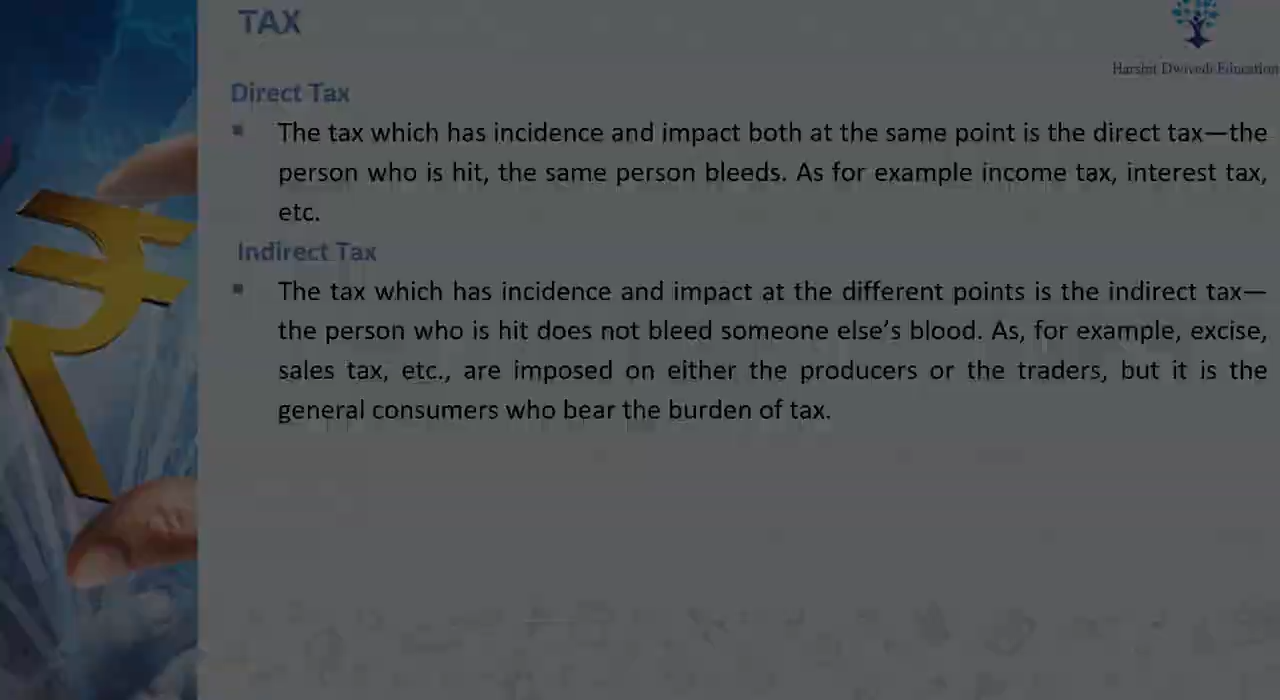 TAX
Harshit Dwivedi Education
Direct Tax
▪ The tax which has incidence and impact both at the same point is the direct tax—the
person who is hit, the same person bleeds. As for example income tax, interest tax,
etc.
Indirect Tax
▪ The tax which has incidence and impact at the different points is the indirect tax—
the person who is hit does not bleed someone else’s blood. As, for example, excise,
sales tax, etc., are imposed on either the producers or the traders, but it is the
general consumers who bear the burden of tax.